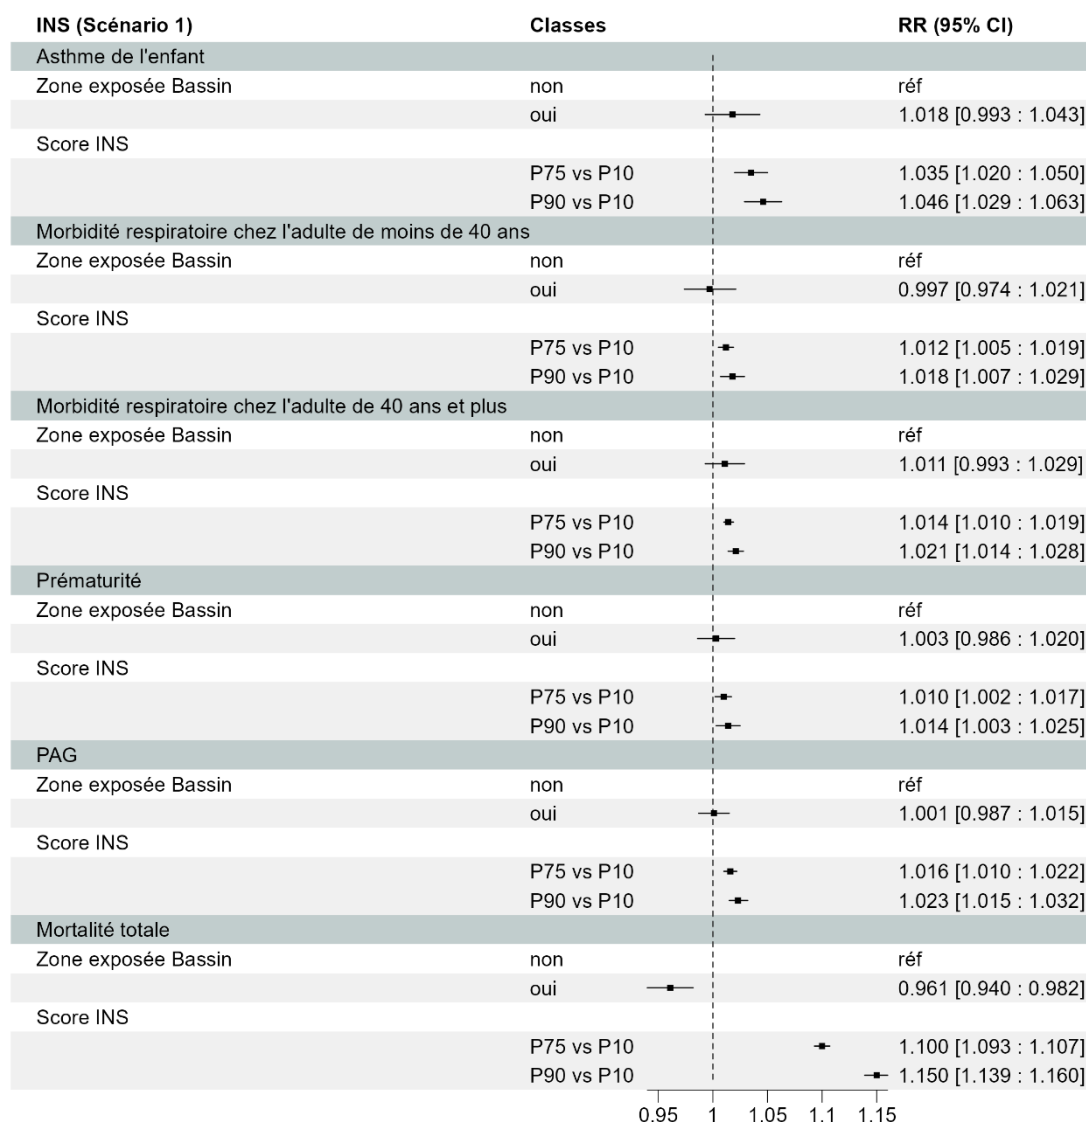 INS (Scénario 1) Classes RR (95% CI)
Asthme de l'enfant
Zone exposée Bassin non réf
oui 1.018 [0.993 : 1.043]
Score INS
P75 vs P10 1.035 [1.020 : 1.050]
P90 vs P10 1.046 [1.029 : 1.063]
Morbidité respiratoire chez l'adulte de moins de 40 ans
Zone exposée Bassin non réf
oui 0.997 [0.974 : 1.021]
Score INS
P75 vs P10 1.012 [1.005 : 1.019]
P90 vs P10 1.018 [1.007 : 1.029]
Morbidité respiratoire chez l'adulte de 40 ans et plus
Zone exposée Bassin non réf
oui 1.011 [0.993 : 1.029]
Score INS
P75 vs P10 1.014 [1.010 : 1.019]
P90 vs P10 1.021 [1.014 : 1.028]
Prématurité
Zone exposée Bassin non réf
oui 1.003 [0.986 : 1.020]
Score INS
P75 vs P10 1.010 [1.002 : 1.017]
P90 vs P10 1.014 [1.003 : 1.025]
PAG
Zone exposée Bassin non réf
oui 1.001 [0.987 : 1.015]
Score INS
P75 vs P10 1.016 [1.010 : 1.022]
P90 vs P10 1.023 [1.015 : 1.032]
Mortalité totale
Zone exposée Bassin non réf
oui 0.961 [0.940 : 0.982]
Score INS
P75 vs P10 1.100 [1.093 : 1.107]
P90 vs P10 1.150 [1.139 : 1.160]
0.95 1 1.05 1.1 1.15